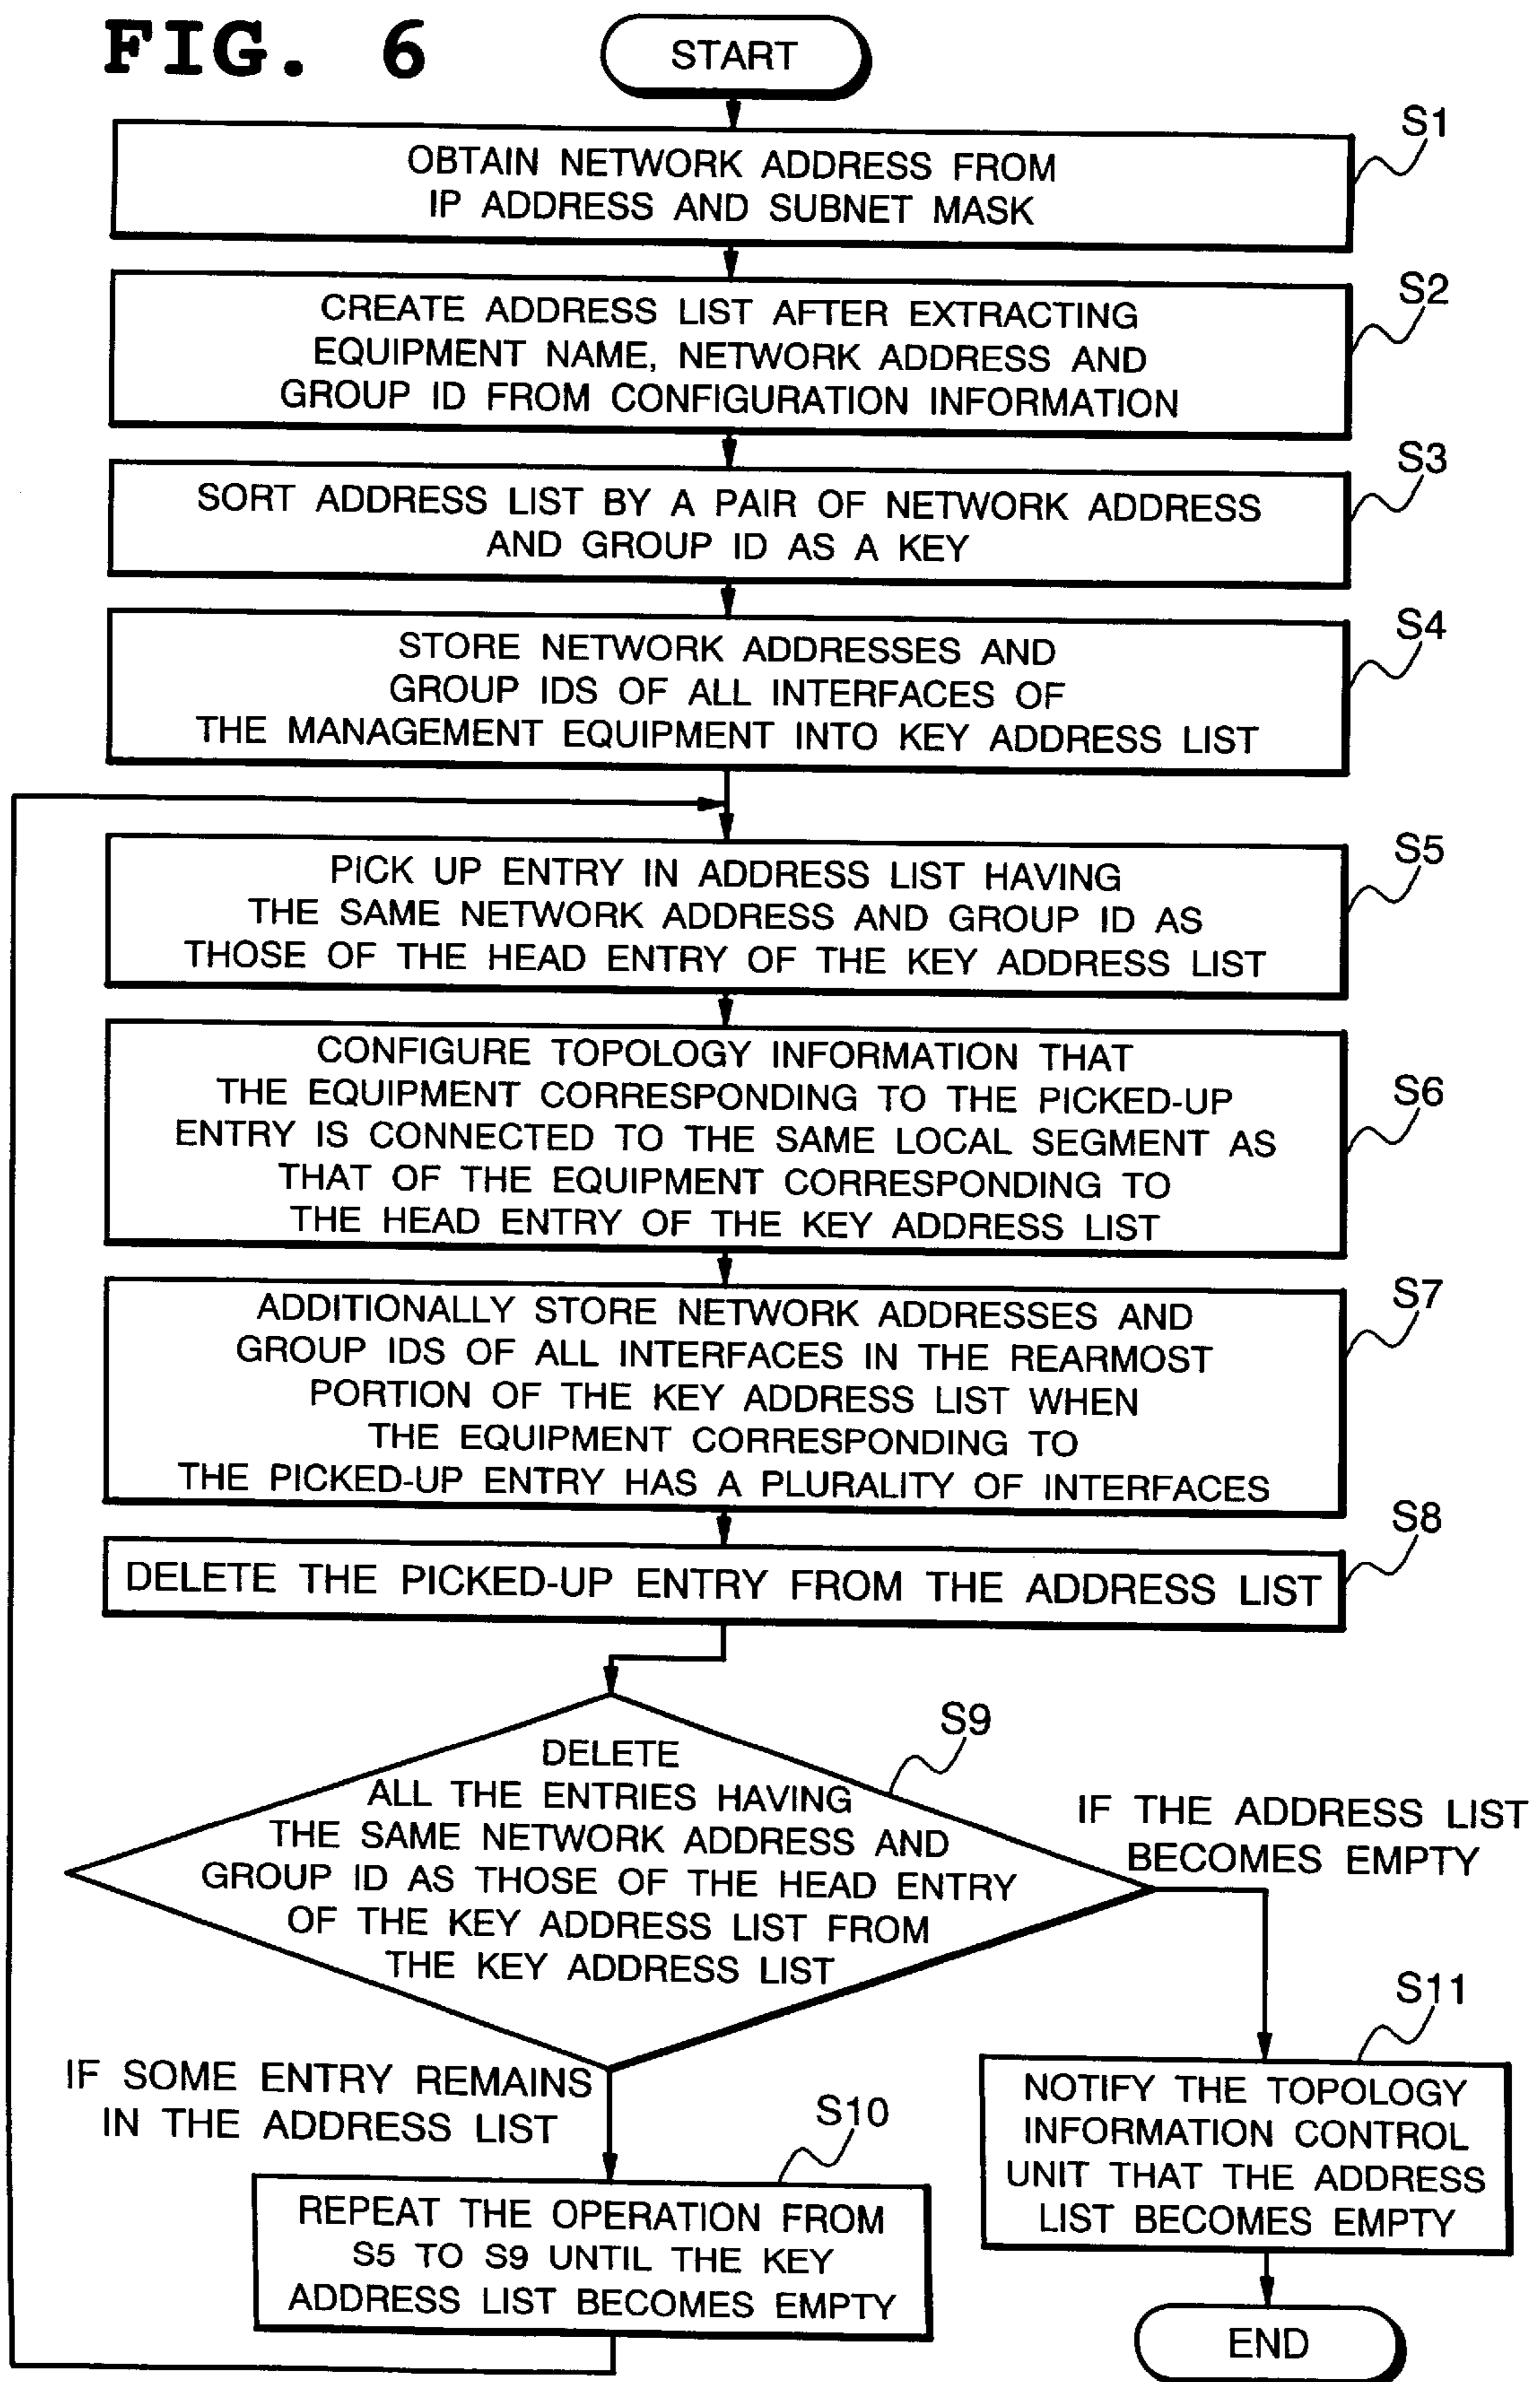 FIG. 6
START
S1
OBTAIN NETWORK ADDRESS FROM
IP ADDRESS AND SUBNET MASK
S2
CREATE ADDRESS LIST AFTER EXTRACTING
EQUIPMENT NAME, NETWORK ADDRESS AND
GROUP ID FROM CONFIGURATION INFORMATION
S3
SORT ADDRESS LIST BY A PAIR OF NETWORK ADDRESS
AND GROUP ID AS A KEY
S4
STORE NETWORK ADDRESSES AND
GROUP IDS OF ALL INTERFACES OF
THE MANAGEMENT EQUIPMENT INTO KEY ADDRESS LIST
S5
PICK UP ENTRY IN ADDRESS LIST HAVING
THE SAME NETWORK ADDRESS AND GROUP ID AS
THOSE OF THE HEAD ENTRY OF THE KEY ADDRESS LIST
S6
CONFIGURE TOPOLOGY INFORMATION THAT
THE EQUIPMENT CORRESPONDING TO THE PICKED-UP
ENTRY IS CONNECTED TO THE SAME LOCAL SEGMENT AS
THAT OF THE EQUIPMENT CORRESPONDING TO
THE HEAD ENTRY OF THE KEY ADDRESS LIST
S7
ADDITIONALLY STORE NETWORK ADDRESSES AND
GROUP IDS OF ALL INTERFACES IN THE REARMOST
PORTION OF THE KEY ADDRESS LIST WHEN
THE EQUIPMENT CORRESPONDING TO
THE PICKED-UP ENTRY HAS A PLURALITY OF INTERFACES
S8
DELETE THE PICKED-UP ENTRY FROM THE ADDRESS LIST
S9
DELETE
ALL THE ENTRIES HAVING
THE SAME NETWORK ADDRESS AND
GROUP ID AS THOSE OF THE HEAD ENTRY
OF THE KEY ADDRESS LIST FROM
THE KEY ADDRESS LIST
IF THE ADDRESS LIST
BECOMES EMPTY
IF SOME ENTRY REMAINS
IN THE ADDRESS LIST
S10
REPEAT THE OPERATION FROM
S5 TO S9 UNTIL THE KEY
ADDRESS LIST BECOMES EMPTY
S11
NOTIFY THE TOPOLOGY
INFORMATION CONTROL
UNIT THAT THE ADDRESS
LIST BECOMES EMPTY
END